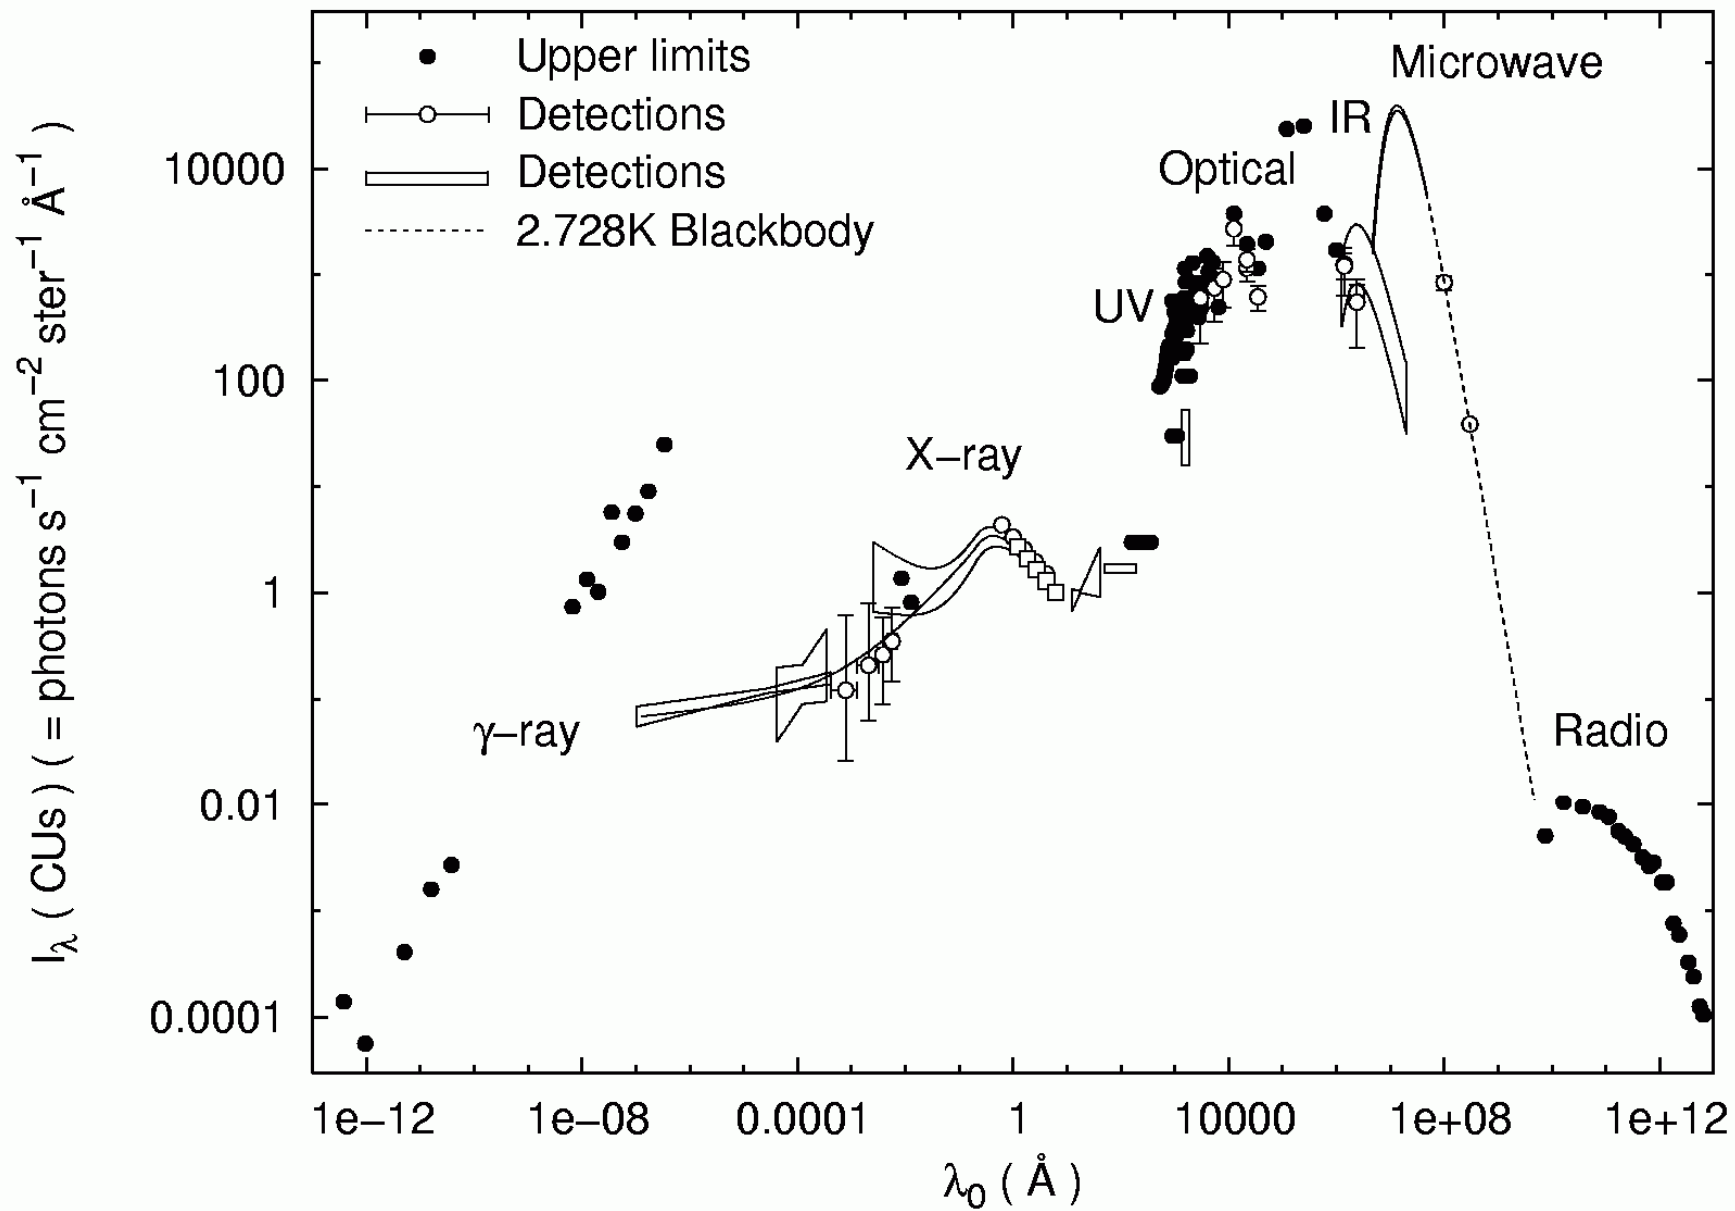 Upper limits
Detections
Detections
2.728K Blackbody
Microwave
IR
Optical
UV
X−ray
γ−ray
Radio
Iλ ( CUs ) ( = photons s−1 cm−2 ster−1 Å−1 )
10000
100
1
0.01
0.0001
1e−12 1e−08 0.0001 1 10000 1e+08 1e+12
λ0 ( Å )